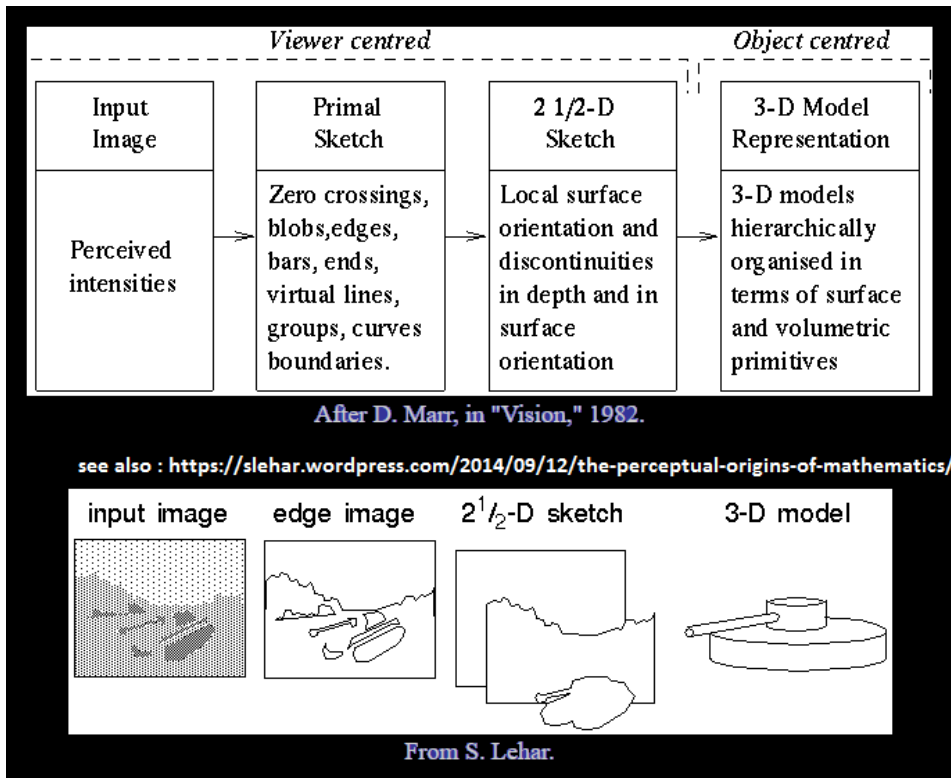 Viewer centred
Object centred
Input
Image
Perceived
intensities
Primal
Sketch
Zero crossings,
blobs,edges,
bars, ends,
virtual lines,
groups, curves
boundaries.
2 1/2-D
Sketch
Local surface
orientation and
discontinuities
in depth and in
surface
orientation
3-D Model
Representation
3-D models
hierarchically
organised in
terms of surface
and volumetric
primitives
After D. Marr, in "Vision," 1982.
see also : https://slehar.wordpress.com/2014/09/12/the-perceptual-origins-of-mathematics/
input image
edge image
2 1/2-D sketch
3-D model
From S. Lehar.